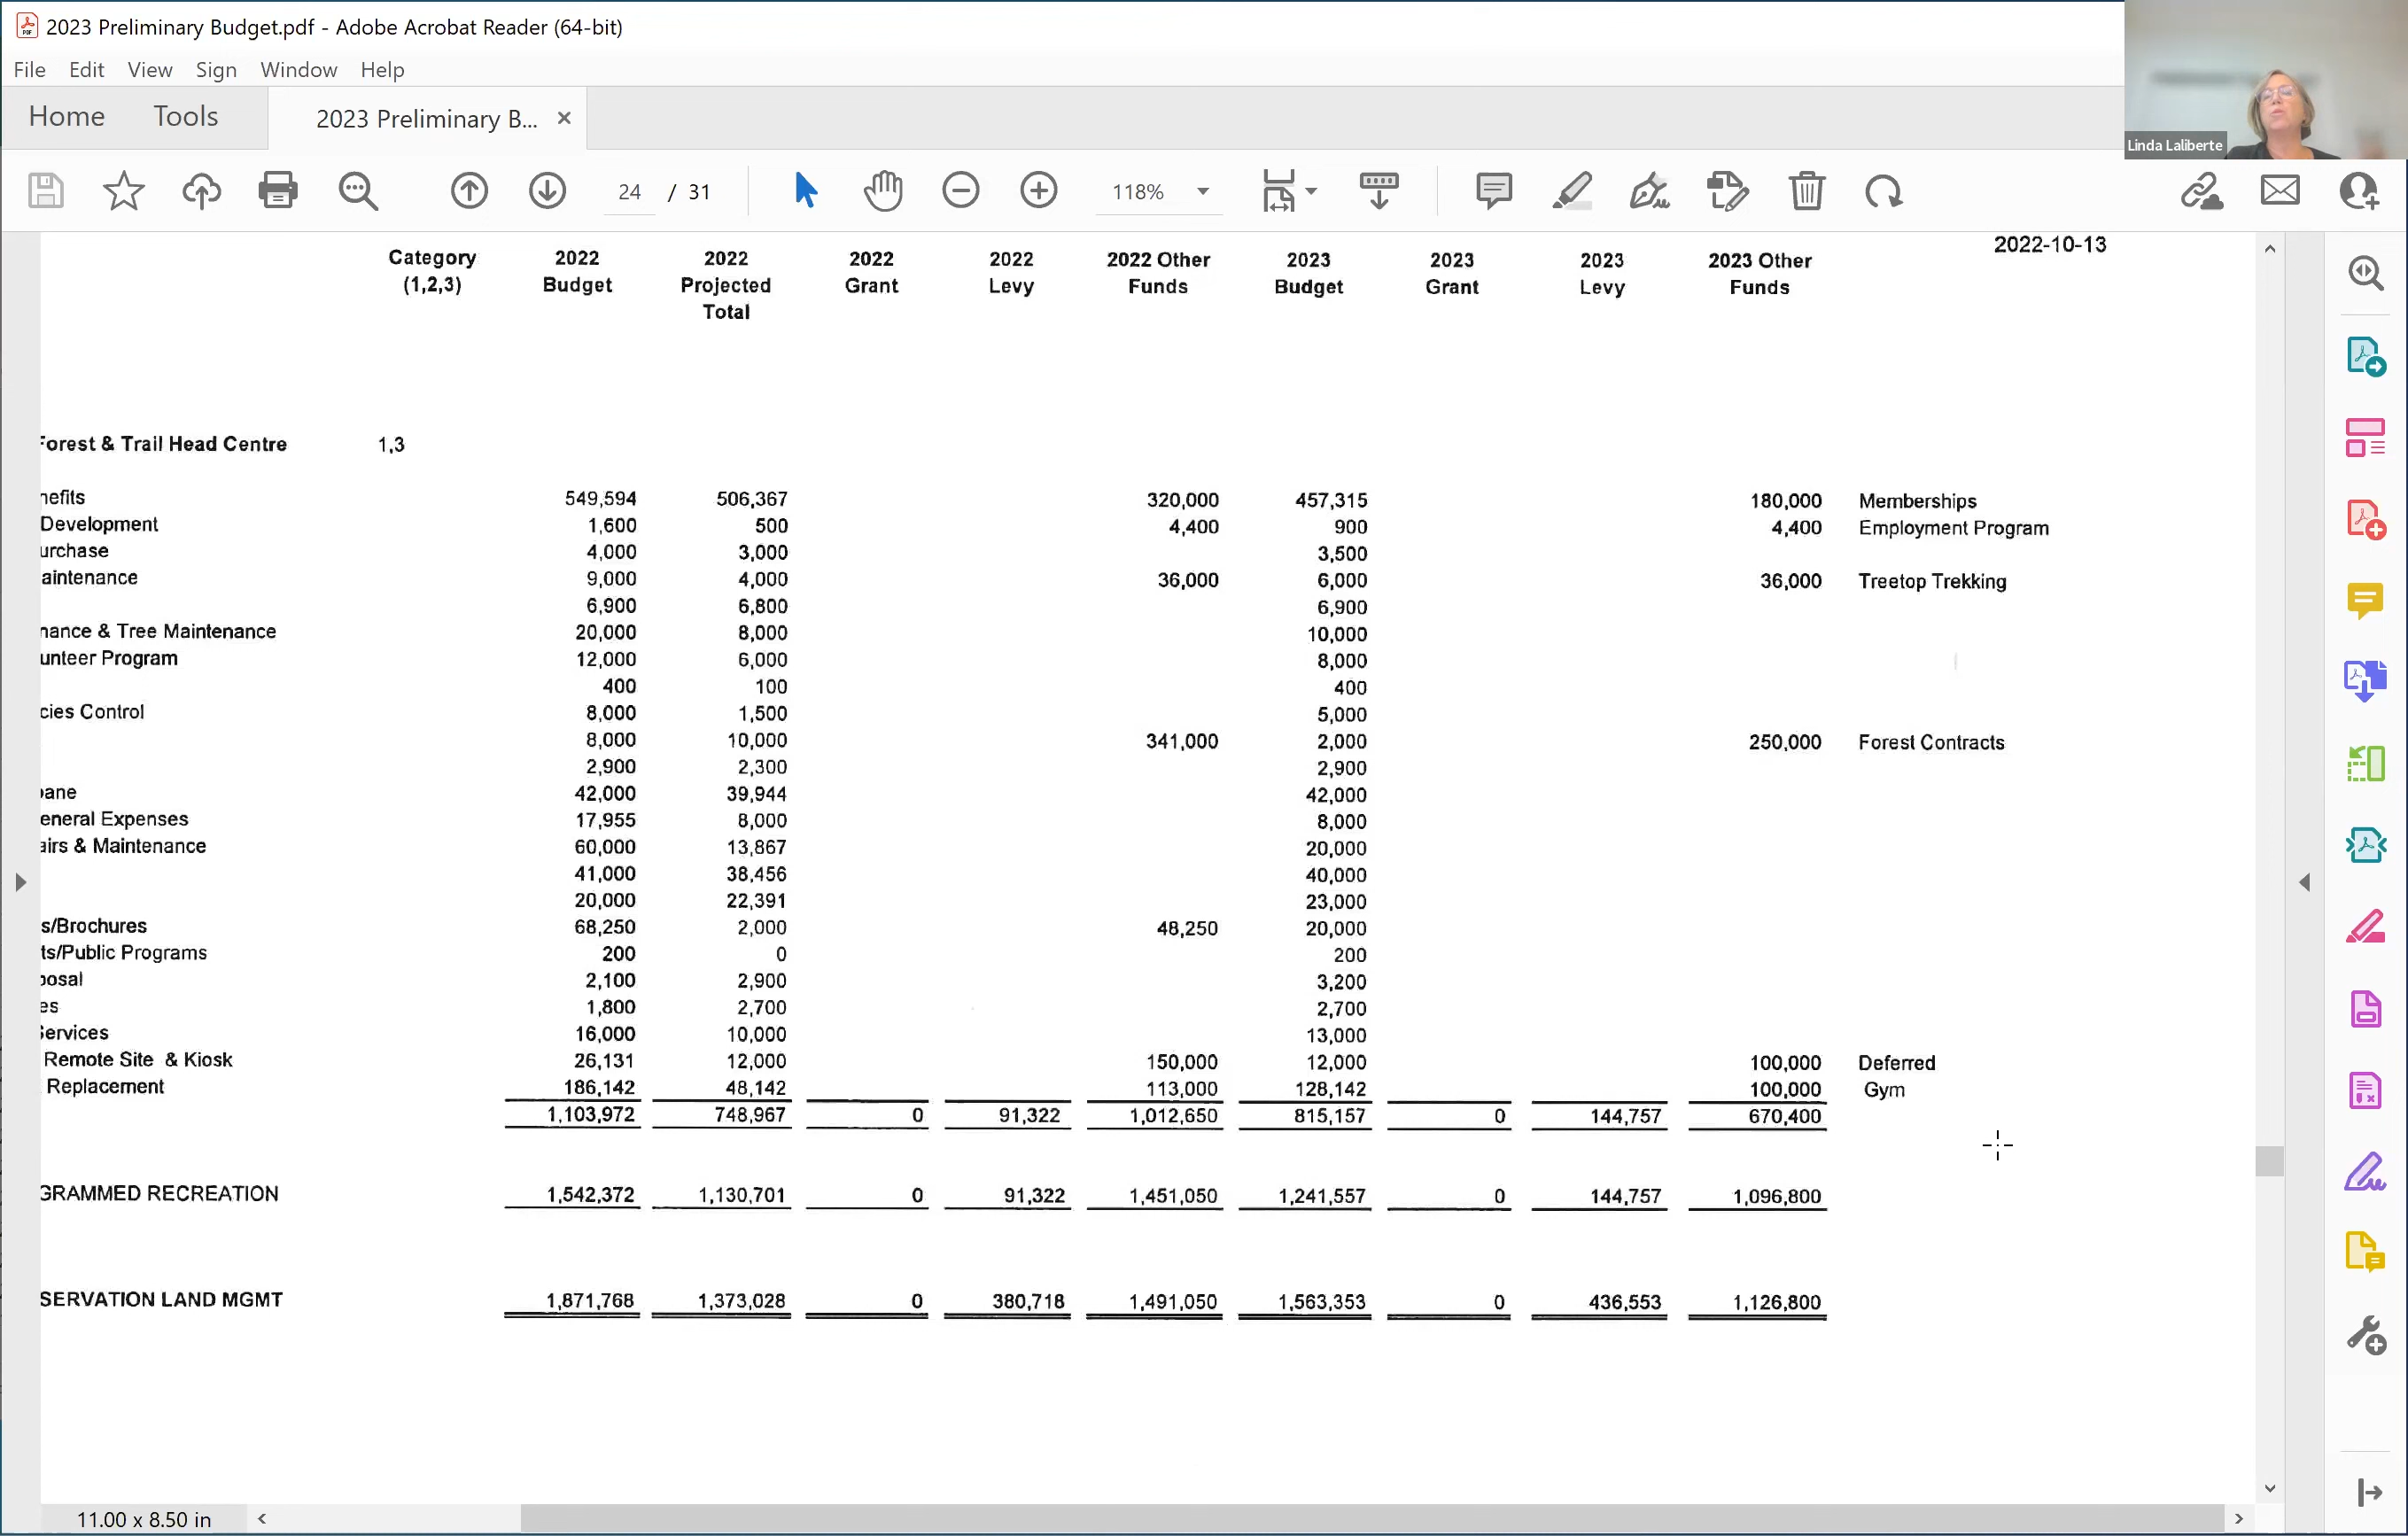 2023 Preliminary Budget.pdf - Adobe Acrobat Reader (64-bit)
File Edit View Sign Window Help
Home Tools 2023 Preliminary B...
24 / 31 118%
Linda Laliberte
2022-10-13
Category 2022 2022 2022 2022 2022 Other 2023 2023 2023 2023 Other
(1,2,3) Budget Projected Grant Levy Funds Budget Grant Levy Funds
Total
Forest & Trail Head Centre 1,3
nefits 549,594 506,367 320,000 457,315 180,000 Memberships
Development 1,600 500 4,400 900 4,400 Employment Program
urchase 4,000 3,000 3,500
aintenance 9,000 4,000 36,000 6,000 36,000 Treetop Trekking
6,900 6,800 6,900
nance & Tree Maintenance 20,000 8,000 10,000
unteer Program 12,000 6,000 8,000
400 100 400
cies Control 8,000 1,500 5,000
8,000 10,000 341,000 2,000 250,000 Forest Contracts
2,900 2,300 2,900
pane 42,000 39,944 42,000
eneral Expenses 17,955 8,000 8,000
airs & Maintenance 60,000 13,867 20,000
41,000 38,456 40,000
20,000 22,391 23,000
s/Brochures 68,250 2,000 48,250 20,000
ts/Public Programs 200 0 200
posal 2,100 2,900 3,200
es 1,800 2,700 2,700
Services 16,000 10,000 13,000
Remote Site & Kiosk 26,131 12,000 150,000 12,000 100,000 Deferred
Replacement 186,142 48,142 113,000 128,142 100,000 Gym
1,103,972 748,967 0 91,322 1,012,650 815,157 0 144,757 670,400
GRAMMED RECREATION 1,542,372 1,130,701 0 91,322 1,451,050 1,241,557 0 144,757 1,096,800
SERVATION LAND MGMT 1,871,768 1,373,028 0 380,718 1,491,050 1,563,353 0 436,553 1,126,800
11.00 x 8.50 in